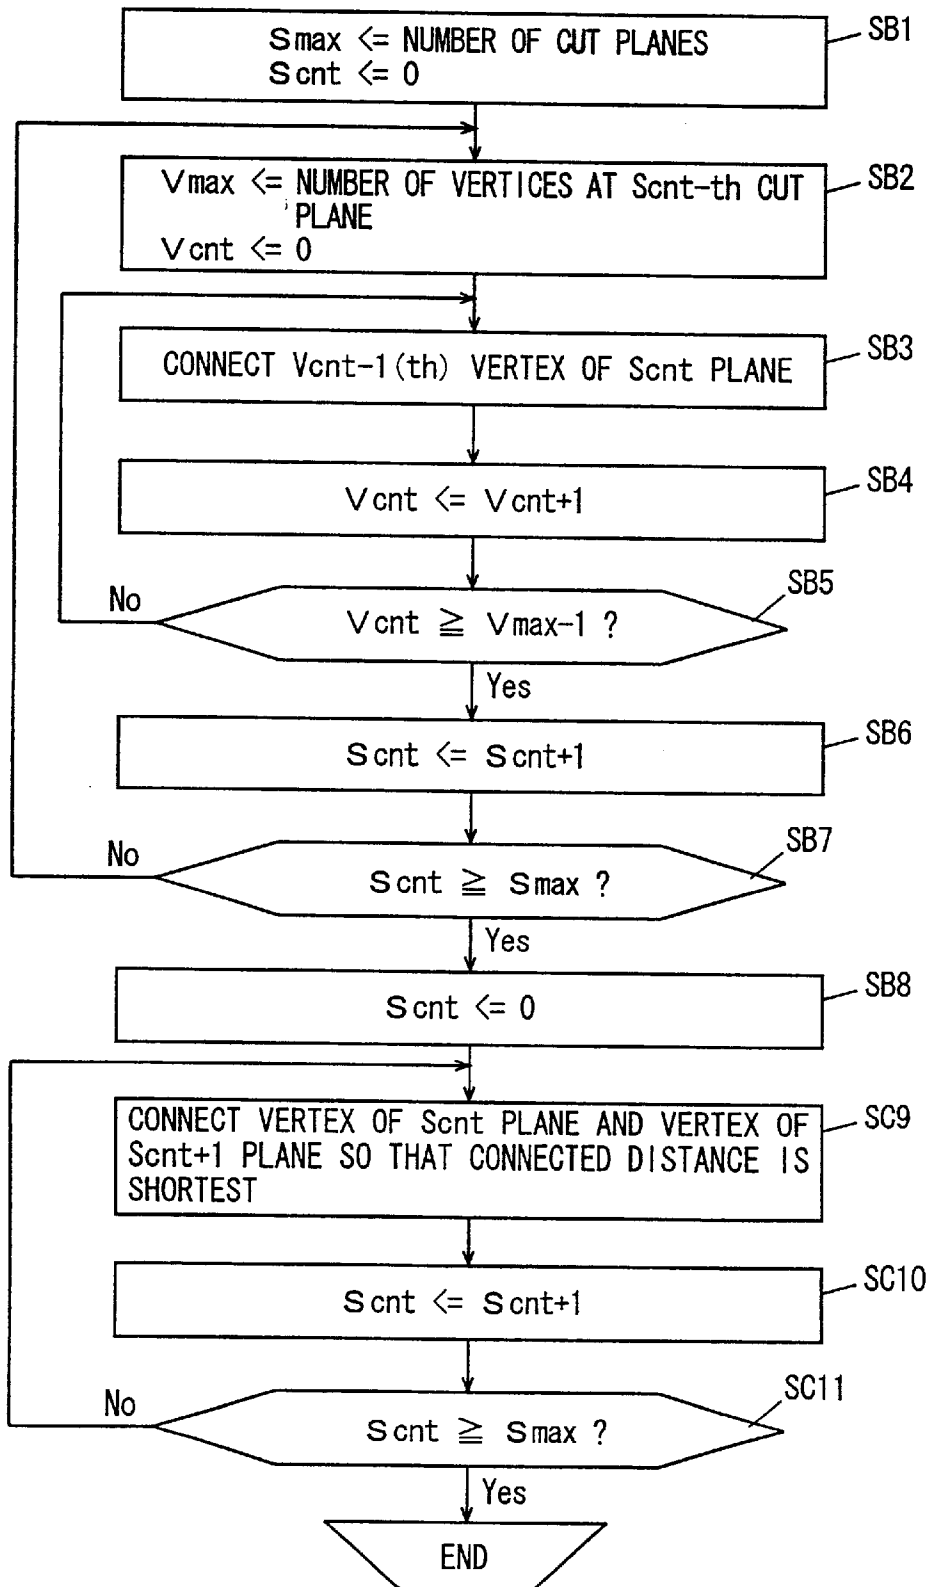 Smax <= NUMBER OF CUT PLANES
Scnt <= 0
SB1
Vmax <= NUMBER OF VERTICES AT Scnt-th CUT
PLANE
Vcnt <= 0
SB2
CONNECT Vcnt-1(th) VERTEX OF Scnt PLANE
SB3
Vcnt <= Vcnt+1
SB4
Vcnt ≧ Vmax-1 ?
SB5
No
Yes
Scnt <= Scnt+1
SB6
Scnt ≧ Smax ?
SB7
No
Yes
Scnt <= 0
SB8
CONNECT VERTEX OF Scnt PLANE AND VERTEX OF
Scnt+1 PLANE SO THAT CONNECTED DISTANCE IS
SHORTEST
SC9
Scnt <= Scnt+1
SC10
Scnt ≧ Smax ?
SC11
No
Yes
END